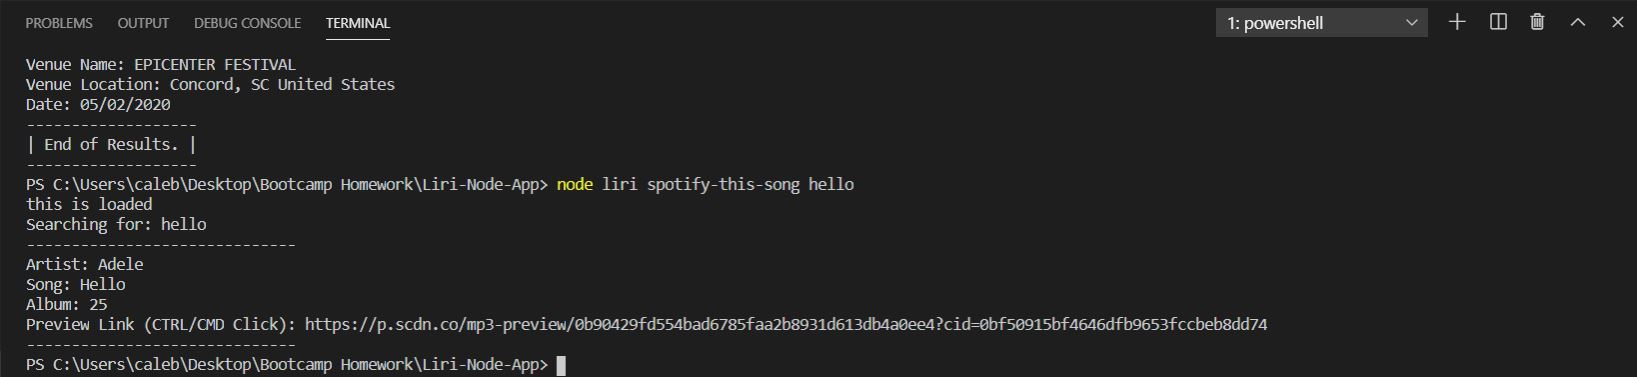 PROBLEMS OUTPUT DEBUG CONSOLE TERMINAL 1: powershell
Venue Name: EPICENTER FESTIVAL
Venue Location: Concord, SC United States
Date: 05/02/2020
-------------------
| End of Results. |
-------------------
PS C:\Users\caleb\Desktop\Bootcamp Homework\Liri-Node-App> node liri spotify-this-song hello
this is loaded
Searching for: hello
------------------------------
Artist: Adele
Song: Hello
Album: 25
Preview Link (CTRL/CMD Click): https://p.scdn.co/mp3-preview/0b90429fd554bad6785faa2b8931d613db4a0ee4?cid=0bf50915bf4646dfb9653fccbeb8dd74
------------------------------
PS C:\Users\caleb\Desktop\Bootcamp Homework\Liri-Node-App>